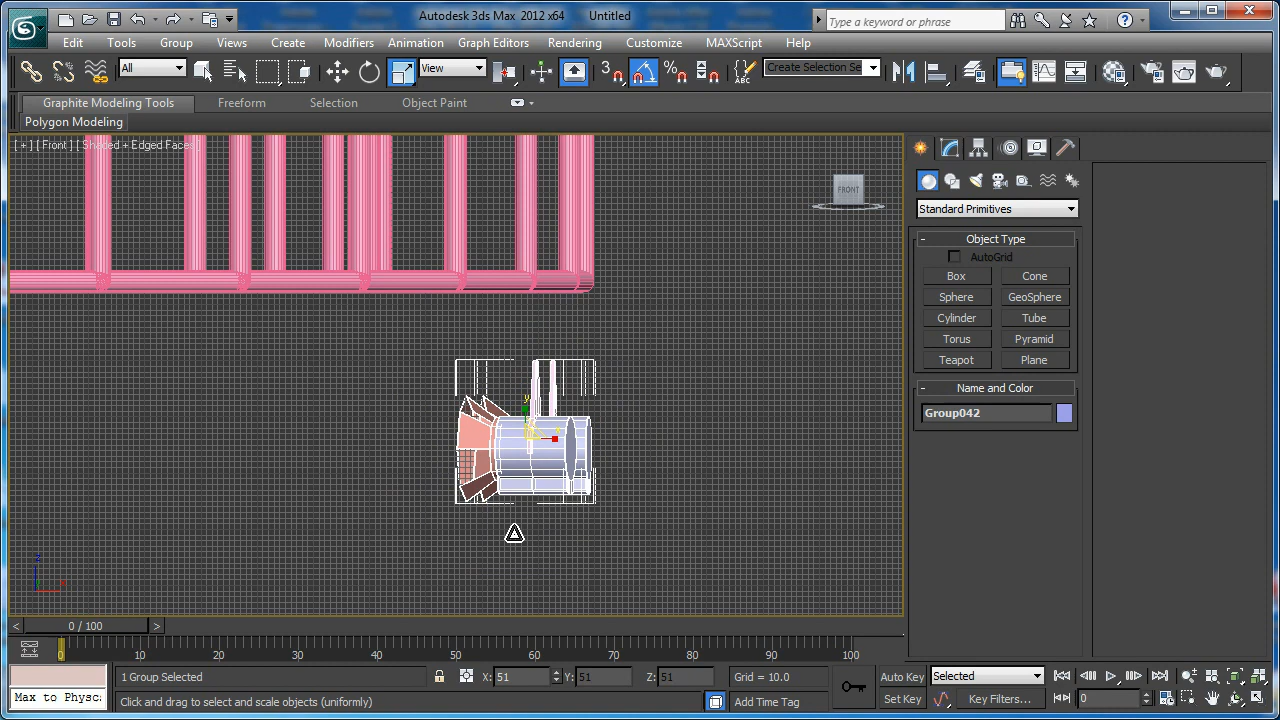 Autodesk 3ds Max 2012 x64 Untitled
Type a keyword or phrase
Edit Tools Group Views Create Modifiers Animation Graph Editors Rendering Customize MAXScript Help
All View 3 Create Selection Se
Graphite Modeling Tools Freeform Selection Object Paint
Polygon Modeling
[ + ] [ Front ] [ Shaded + Edged Faces ]
FRONT
Standard Primitives
- Object Type
AutoGrid
Box Cone
Sphere GeoSphere
Cylinder Tube
Torus Pyramid
Teapot Plane
- Name and Color
Group042
y
x
z
x
< 0 / 100 >
0 10 20 30 40 50 60 70 80 90 100
1 Group Selected X: 51 Y: 51 Z: 51 Grid = 10.0 Auto Key Selected
Max to Physc Click and drag to select and scale objects (uniformly) Add Time Tag Set Key Key Filters... 0